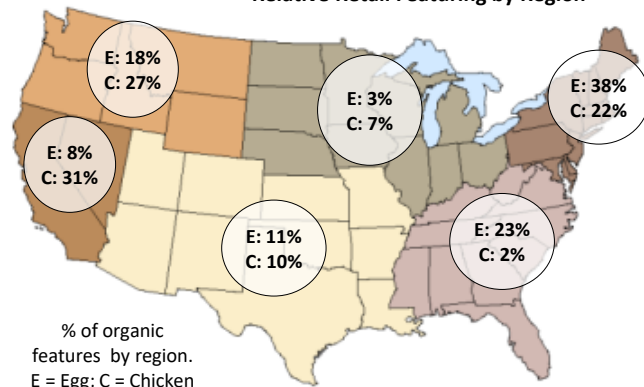 Relative Retail Featuring by Region
E: 18%
C: 27%
E: 3%
C: 7%
E: 38%
C: 22%
E: 8%
C: 31%
E: 11%
C: 10%
E: 23%
C: 2%
% of organic
features by region.
E = Egg; C = Chicken